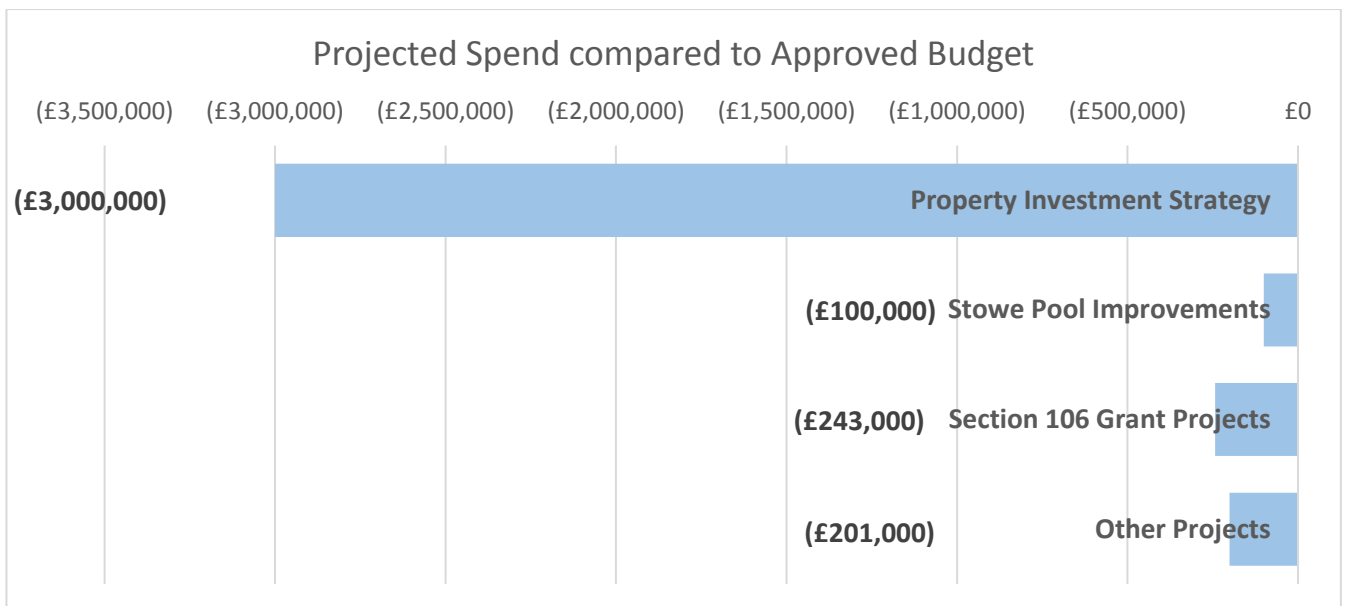 Projected Spend compared to Approved Budget
(£3,500,000) (£3,000,000) (£2,500,000) (£2,000,000) (£1,500,000) (£1,000,000) (£500,000) £0
(£3,000,000) Property Investment Strategy
(£100,000) Stowe Pool Improvements
(£243,000) Section 106 Grant Projects
(£201,000) Other Projects